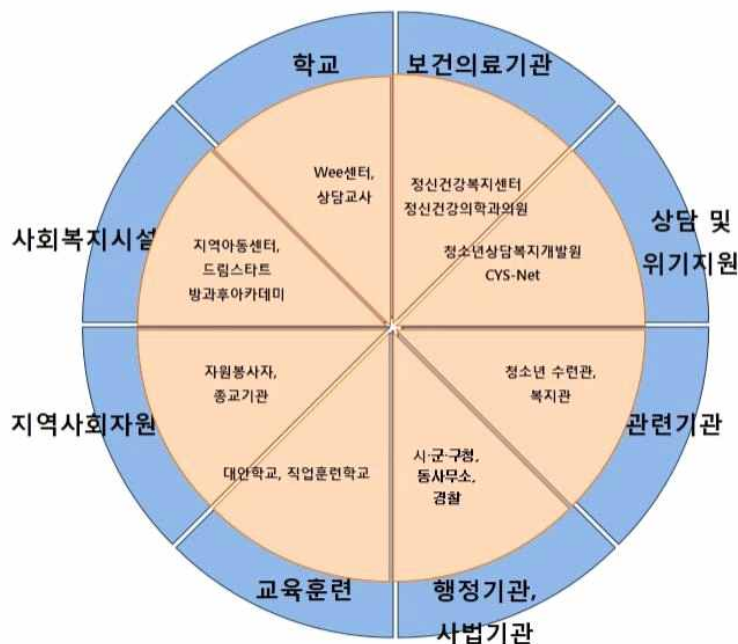 학교
보건의료기관
Wee센터,
상담교사
정신건강복지센터
정신건강의학과의원
상담 및
위기지원
청소년상담복지개발원
CYS-Net
사회복지시설
지역아동센터,
드림스타트
방과후아카데미
자원봉사자,
종교기관
지역사회자원
청소년 수련관,
복지관
관련기관
대안학교, 직업훈련학교
시·군·구청,
동사무소,
경찰
교육훈련
행정기관,
사법기관